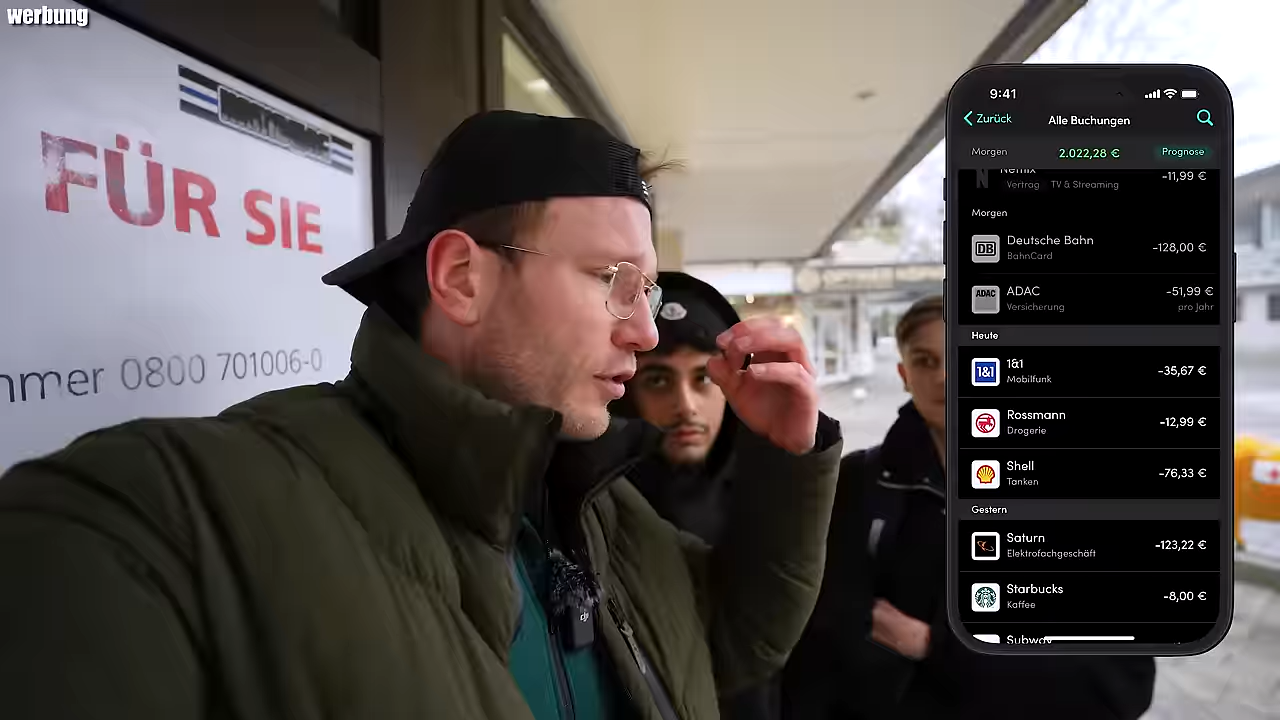 werbung
FÜR SIE
mmer 0800 701006-0
9:41
Zurück
Alle Buchungen
Morgen
2.022,28 €
Prognose
Netflix
-11,99 €
Vertrag TV & Streaming
Morgen
DB
Deutsche Bahn
-128,00 €
BahnCard
ADAC
ADAC
-51,99 €
Versicherung
pro Jahr
Heute
1&1
1&1
-35,67 €
Mobilfunk
Rossmann
-12,99 €
Drogerie
Shell
-76,33 €
Tanken
Gestern
Saturn
-123,22 €
Elektrofachgeschäft
Starbucks
-8,00 €
Kaffee
Subway
dji